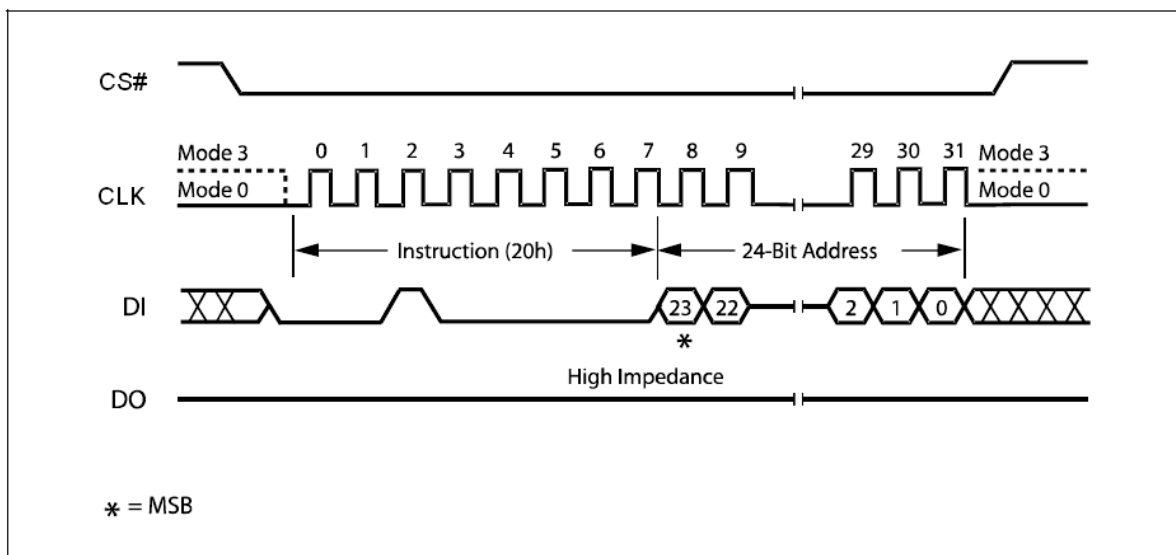 CS#
Mode 3 0 1 2 3 4 5 6 7 8 9 29 30 31 Mode 3
CLK Mode 0 Mode 0
Instruction (20h) 24-Bit Address
DI 23 22 2 1 0
*
High Impedance
DO
* = MSB